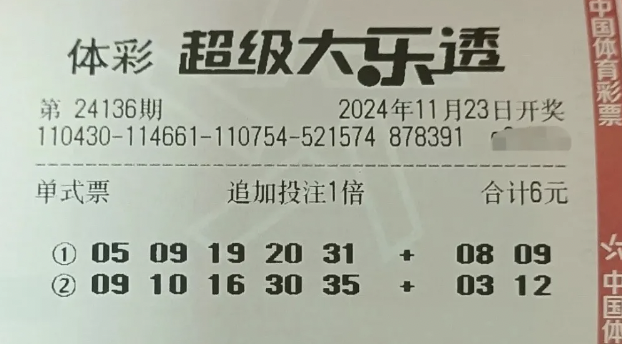 体彩 超级大乐透
第 24136期 2024年11月23日开奖
110430-114661-110754-521574 878391
单式票 追加投注1倍 合计6元
① 05 09 19 20 31 + 08 09
② 09 10 16 30 35 + 03 12
中国体育彩票
中国体